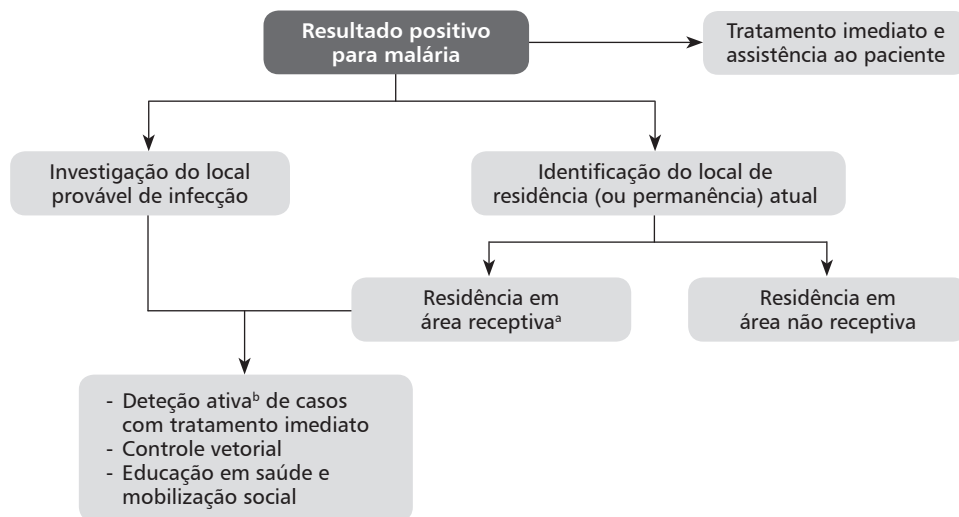 Resultado positivo
para malária
Tratamento imediato e
assistência ao paciente
Investigação do local
provável de infecção
Identificação do local de
residência (ou permanência) atual
Residência em
área receptivaᵃ
Residência em
área não receptiva
- Deteção ativaᵇ de casos
com tratamento imediato
- Controle vetorial
- Educação em saúde e
mobilização social